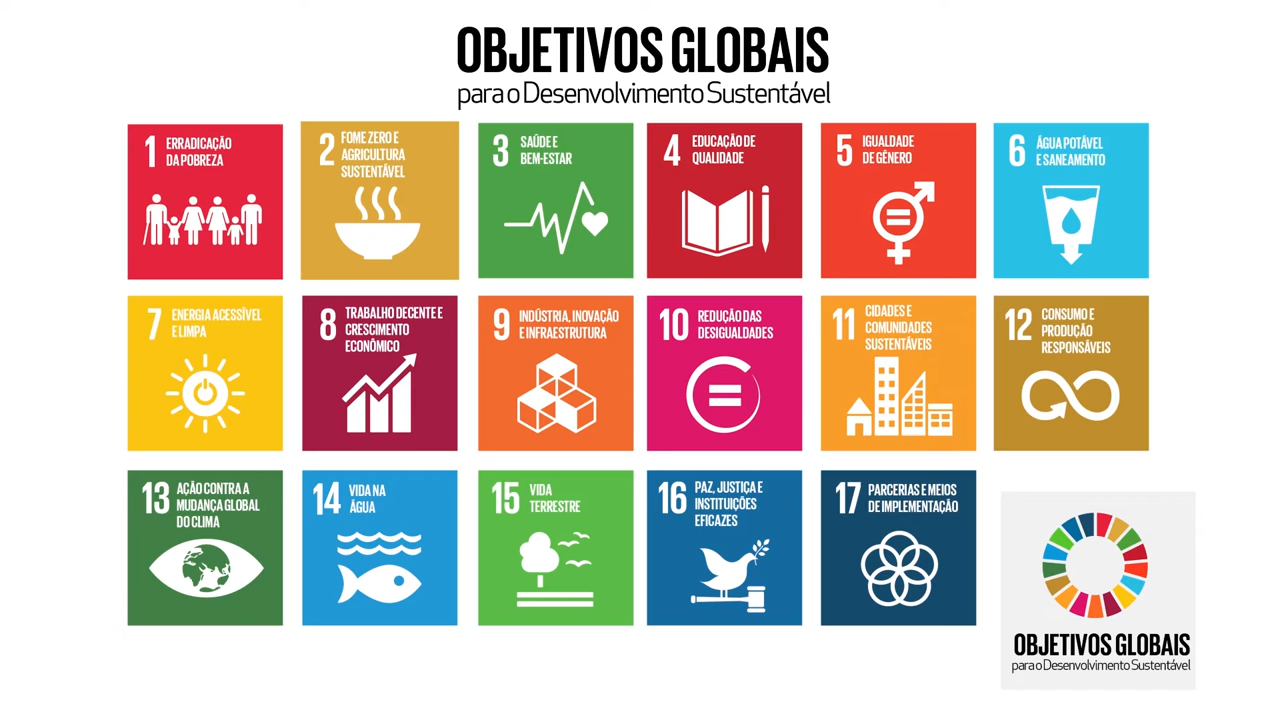 OBJETIVOS GLOBAIS
para o Desenvolvimento Sustentável
1 ERRADICAÇÃO
DA POBREZA
2 FOME ZERO E
AGRICULTURA
SUSTENTÁVEL
3 SAÚDE E
BEM-ESTAR
4 EDUCAÇÃO DE
QUALIDADE
5 IGUALDADE
DE GÊNERO
6 ÁGUA POTÁVEL
E SANEAMENTO
7 ENERGIA ACESSÍVEL
E LIMPA
8 TRABALHO DECENTE E
CRESCIMENTO
ECONÔMICO
9 INDÚSTRIA, INOVAÇÃO
E INFRAESTRUTURA
10 REDUÇÃO DAS
DESIGUALDADES
11 CIDADES E
COMUNIDADES
SUSTENTÁVEIS
12 CONSUMO E
PRODUÇÃO
RESPONSÁVEIS
13 AÇÃO CONTRA A
MUDANÇA GLOBAL
DO CLIMA
14 VIDA NA
ÁGUA
15 VIDA
TERRESTRE
16 PAZ, JUSTIÇA E
INSTITUIÇÕES
EFICAZES
17 PARCERIAS E MEIOS
DE IMPLEMENTAÇÃO
OBJETIVOS GLOBAIS
para o Desenvolvimento Sustentável